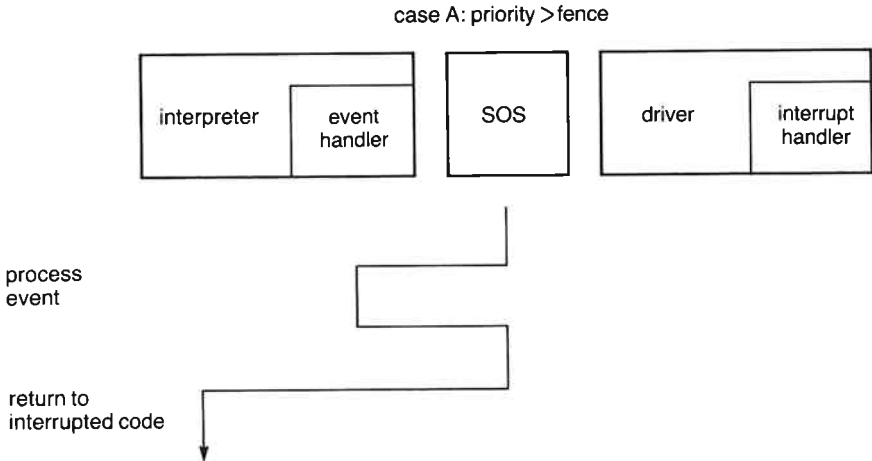 case A: priority > fence
interpreter
event
handler
SOS
driver
interrupt
handler
process
event
return to
interrupted code